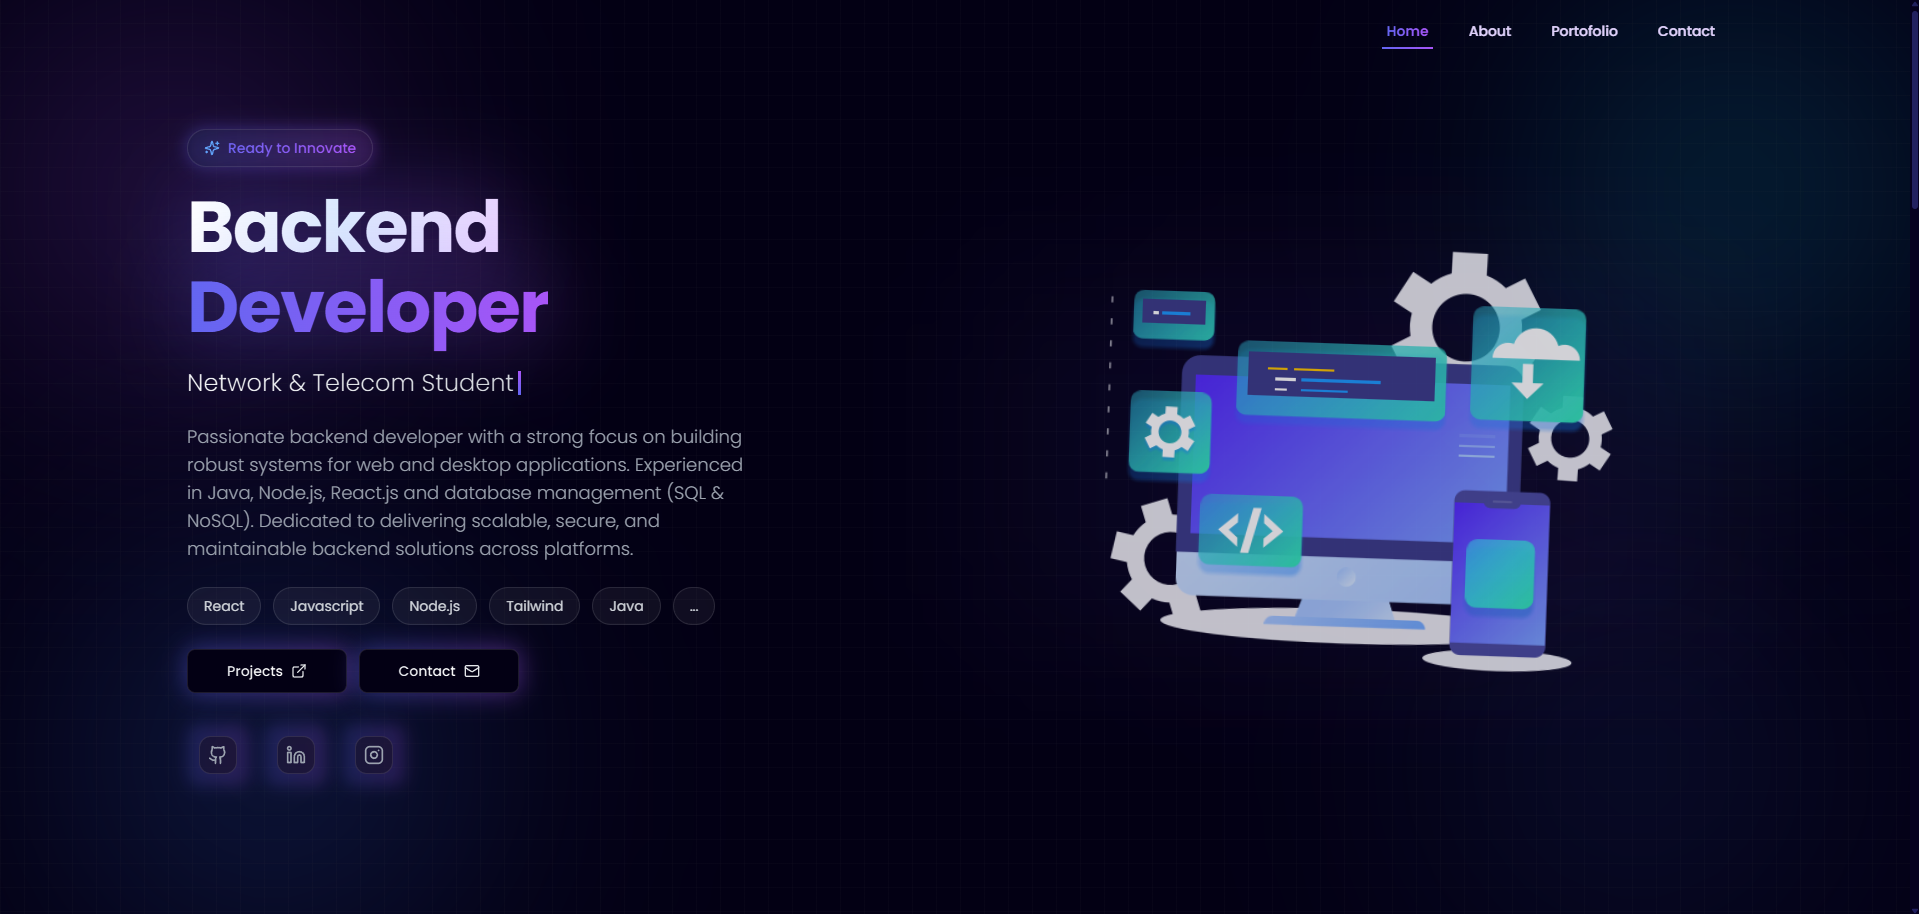 Home About Portofolio Contact
Ready to Innovate
Backend
Developer
Network & Telecom Student
Passionate backend developer with a strong focus on building
robust systems for web and desktop applications. Experienced
in Java, Node.js, React.js and database management (SQL &
NoSQL). Dedicated to delivering scalable, secure, and
maintainable backend solutions across platforms.
React Javascript Node.js Tailwind Java ...
Projects Contact
in
</>